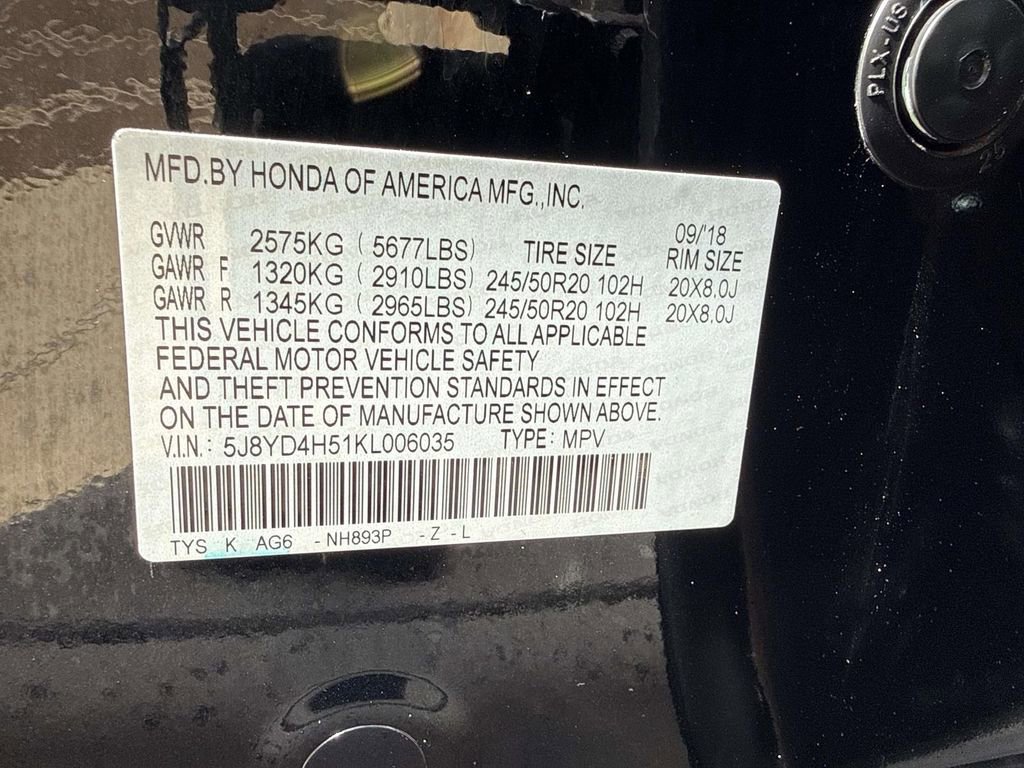 PLX-US
25
MFD.BY HONDA OF AMERICA MFG.,INC.
09/'18
GVWR 2575KG ( 5677LBS) TIRE SIZE RIM SIZE
GAWR F 1320KG ( 2910LBS) 245/50R20 102H 20X8.0J
GAWR R 1345KG ( 2965LBS) 245/50R20 102H 20X8.0J
THIS VEHICLE CONFORMS TO ALL APPLICABLE
FEDERAL MOTOR VEHICLE SAFETY
AND THEFT PREVENTION STANDARDS IN EFFECT
ON THE DATE OF MANUFACTURE SHOWN ABOVE.
V.I.N.: 5J8YD4H51KL006035 TYPE: MPV
TYS K AG6 -NH893P -Z -L